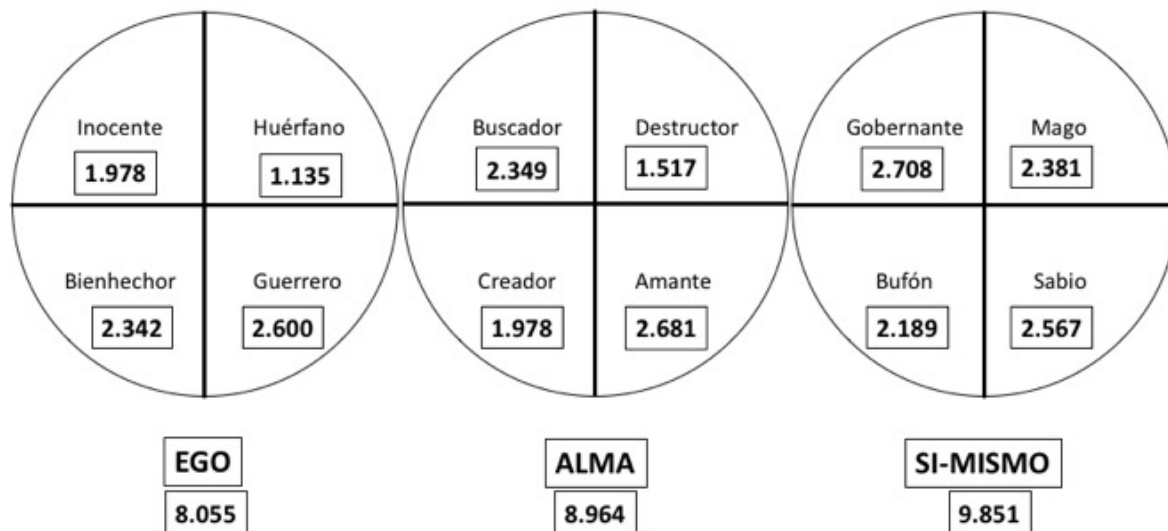 Inocente Huérfano Buscador Destructor Gobernante Mago
1.978 1.135 2.349 1.517 2.708 2.381
Bienhechor Guerrero Creador Amante Bufón Sabio
2.342 2.600 1.978 2.681 2.189 2.567
EGO ALMA SI-MISMO
8.055 8.964 9.851